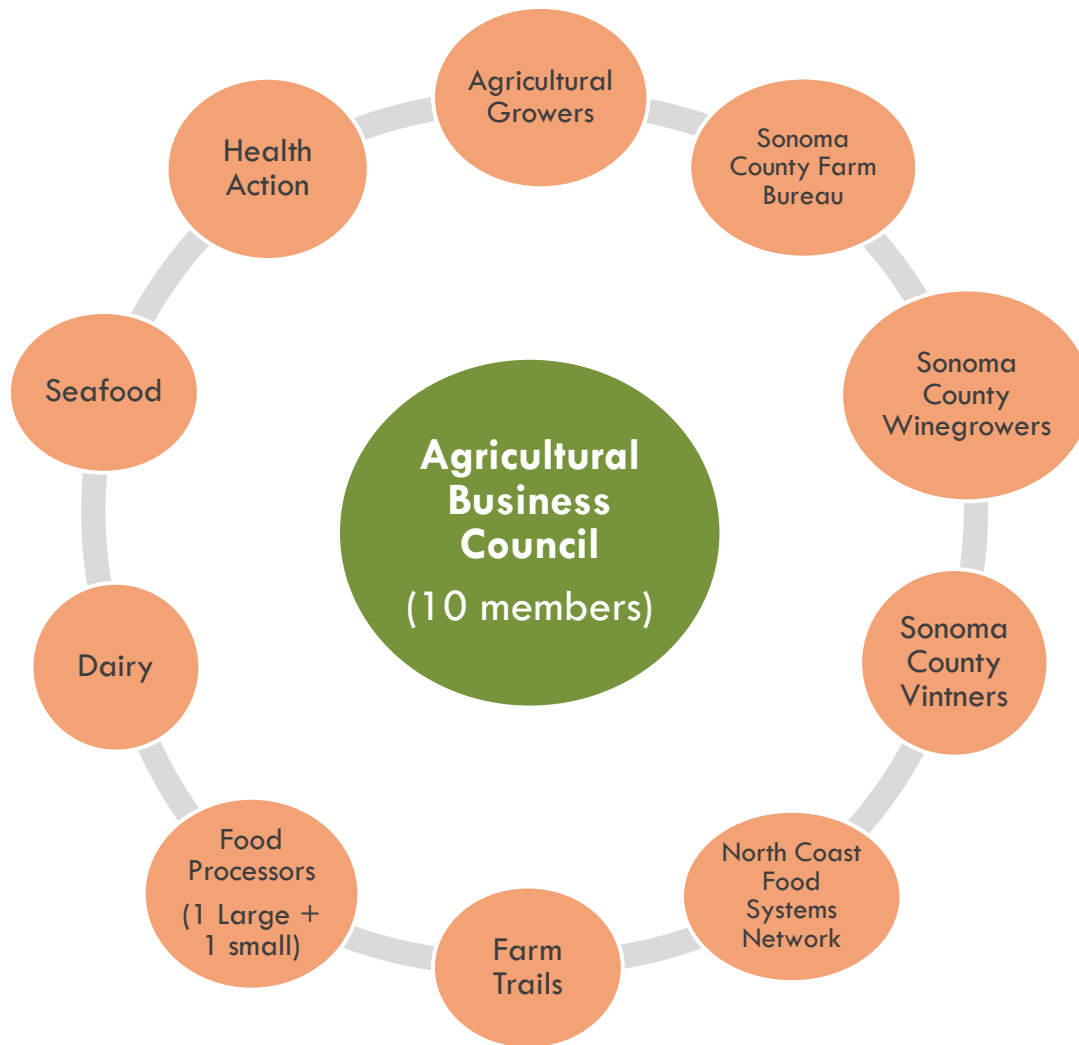 Agricultural
Growers
Sonoma
County Farm
Bureau
Sonoma
County
Winegrowers
Sonoma
County
Vintners
North Coast
Food
Systems
Network
Farm
Trails
Food
Processors
(1 Large +
1 small)
Dairy
Seafood
Health
Action
Agricultural
Business
Council
(10 members)